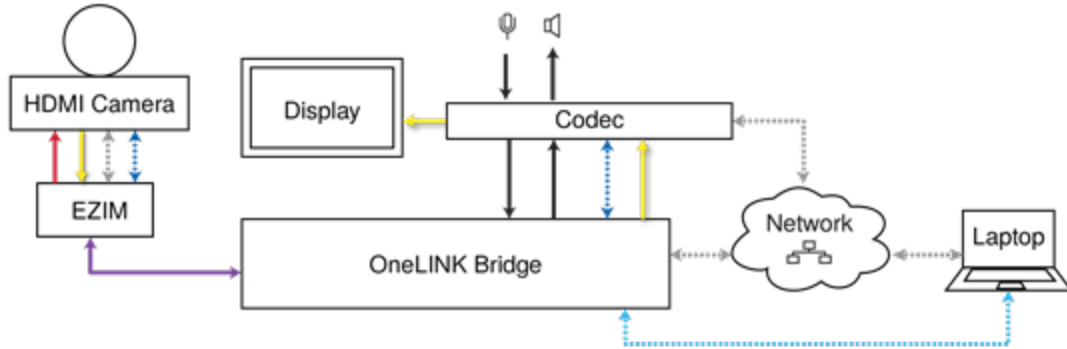 HDMI Camera
EZIM
Display
Codec
OneLINK Bridge
Network
Laptop